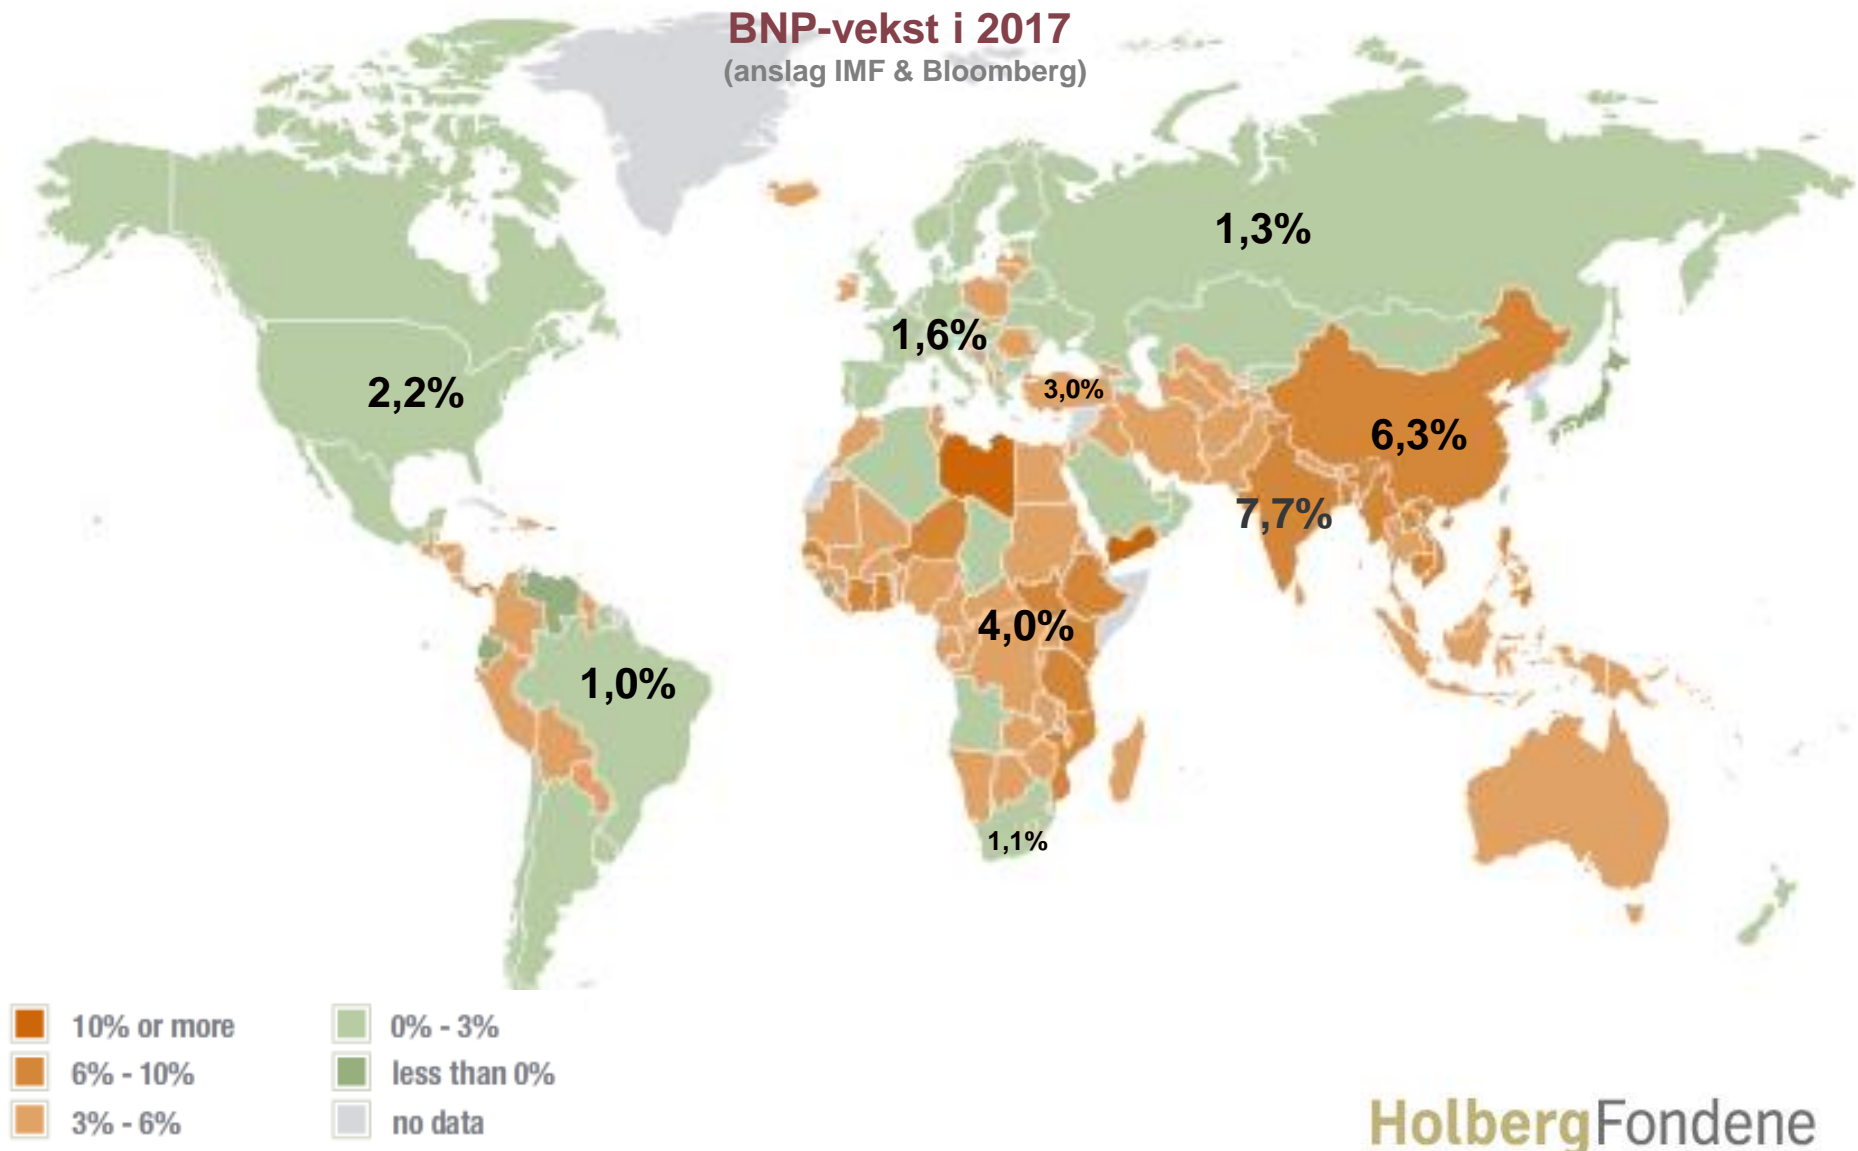 BNP-vekst i 2017
(anslag IMF & Bloomberg)
1,3%
1,6%
2,2%
3,0%
6,3%
7,7%
4,0%
1,0%
1,1%
10% or more
6% - 10%
3% - 6%
0% - 3%
less than 0%
no data
HolbergFondene